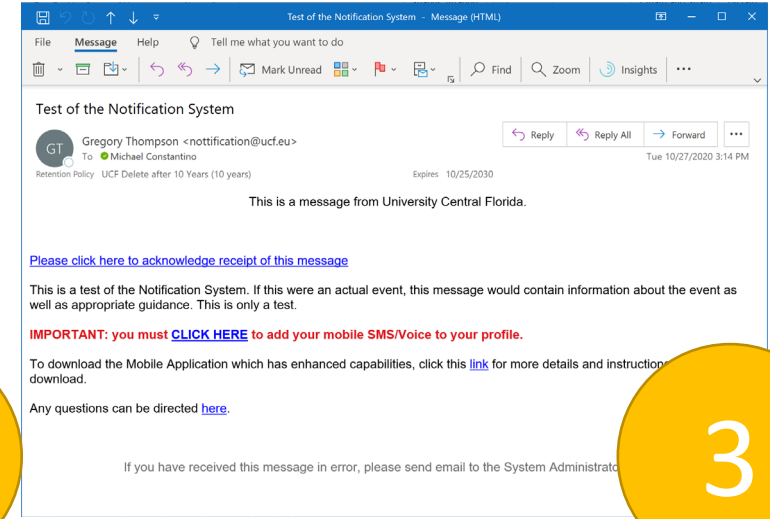 Test of the Notification System - Message (HTML)
File Message Help Tell me what you want to do
Mark Unread Find Zoom Insights
Test of the Notification System
GT
Gregory Thompson <nottification@ucf.eu>
To Michael Constantino
Reply Reply All Forward
Tue 10/27/2020 3:14 PM
Retention Policy UCF Delete after 10 Years (10 years) Expires 10/25/2030
This is a message from University Central Florida.
Please click here to acknowledge receipt of this message
This is a test of the Notification System. If this were an actual event, this message would contain information about the event as
well as appropriate guidance. This is only a test.
IMPORTANT: you must CLICK HERE to add your mobile SMS/Voice to your profile.
To download the Mobile Application which has enhanced capabilities, click this link for more details and instructions
download.
Any questions can be directed here.
If you have received this message in error, please send email to the System
3